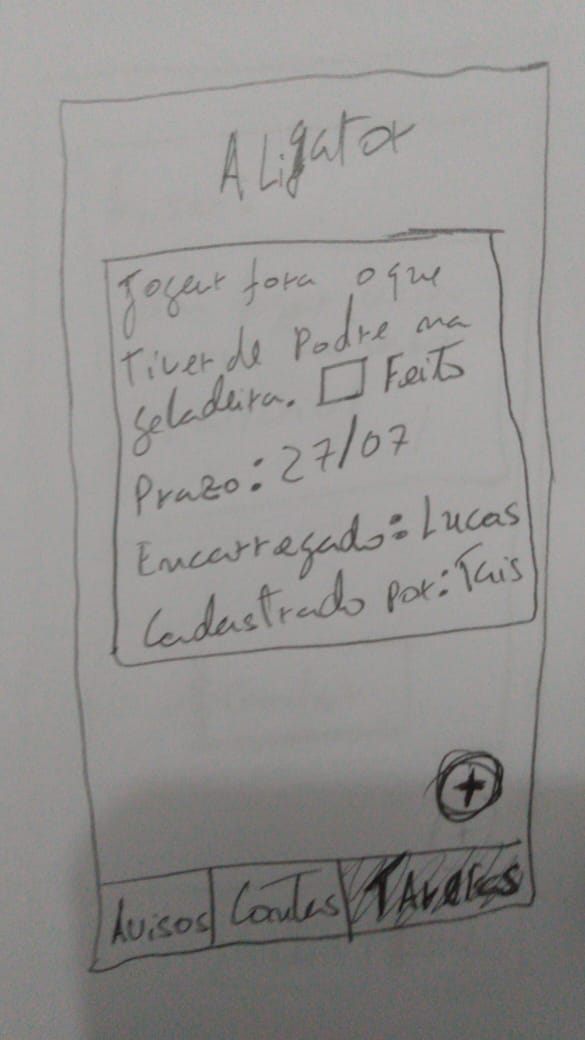 ALigator
Jogar fora o que
tiver de Podre na
geladeira. Feito
Prazo: 27/07
Encarregado: Lucas
Cadastrado por: Tais
+
Avisos Contas TArefas